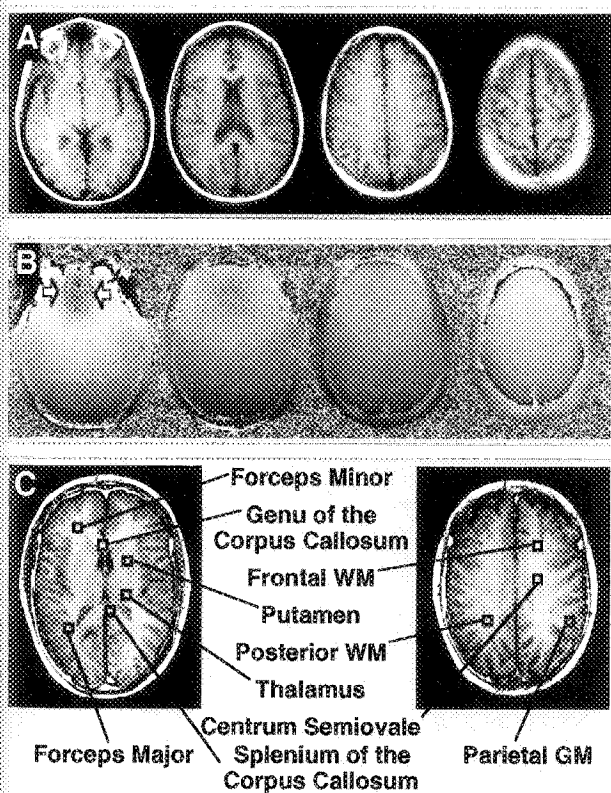 A
B
C
Forceps Minor
Genu of the
Corpus Callosum
Frontal WM
Putamen
Posterior WM
Thalamus
Centrum Semiovale
Forceps Major
Splenium of the
Corpus Callosum
Parietal GM